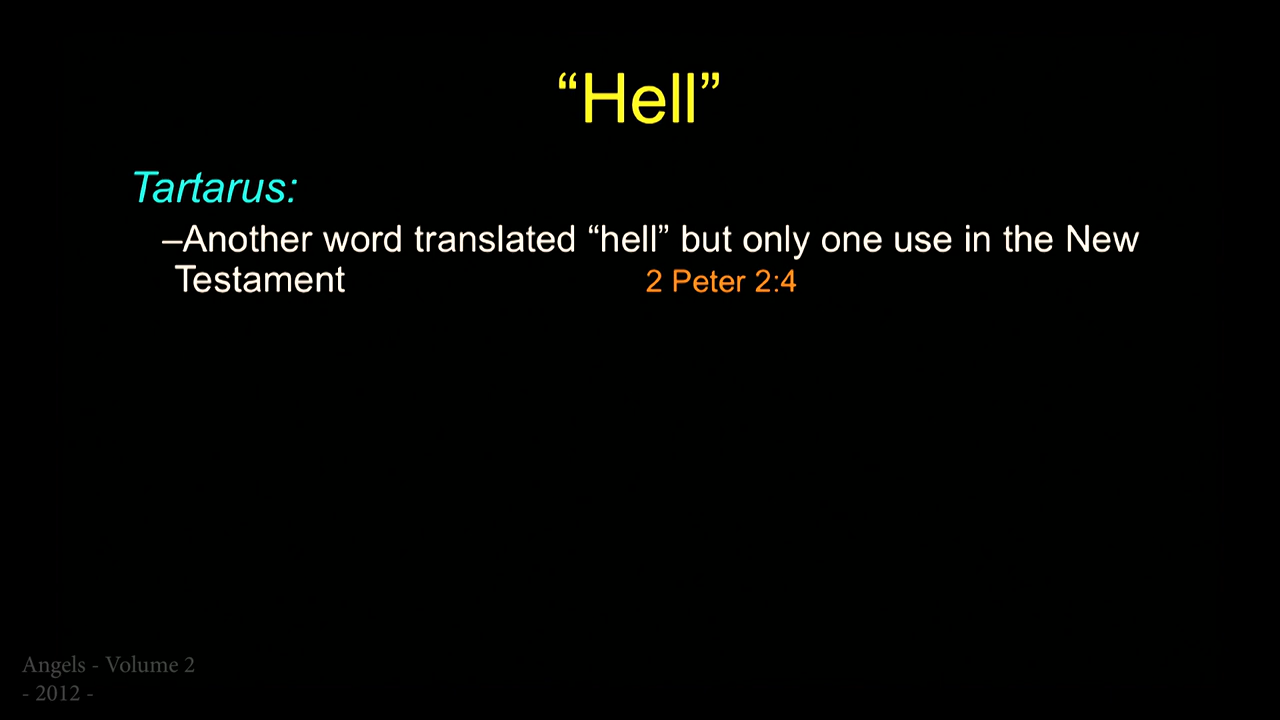 “Hell”
Tartarus:
–Another word translated “hell” but only one use in the New
Testament 2 Peter 2:4
Angels - Volume 2
- 2012 -